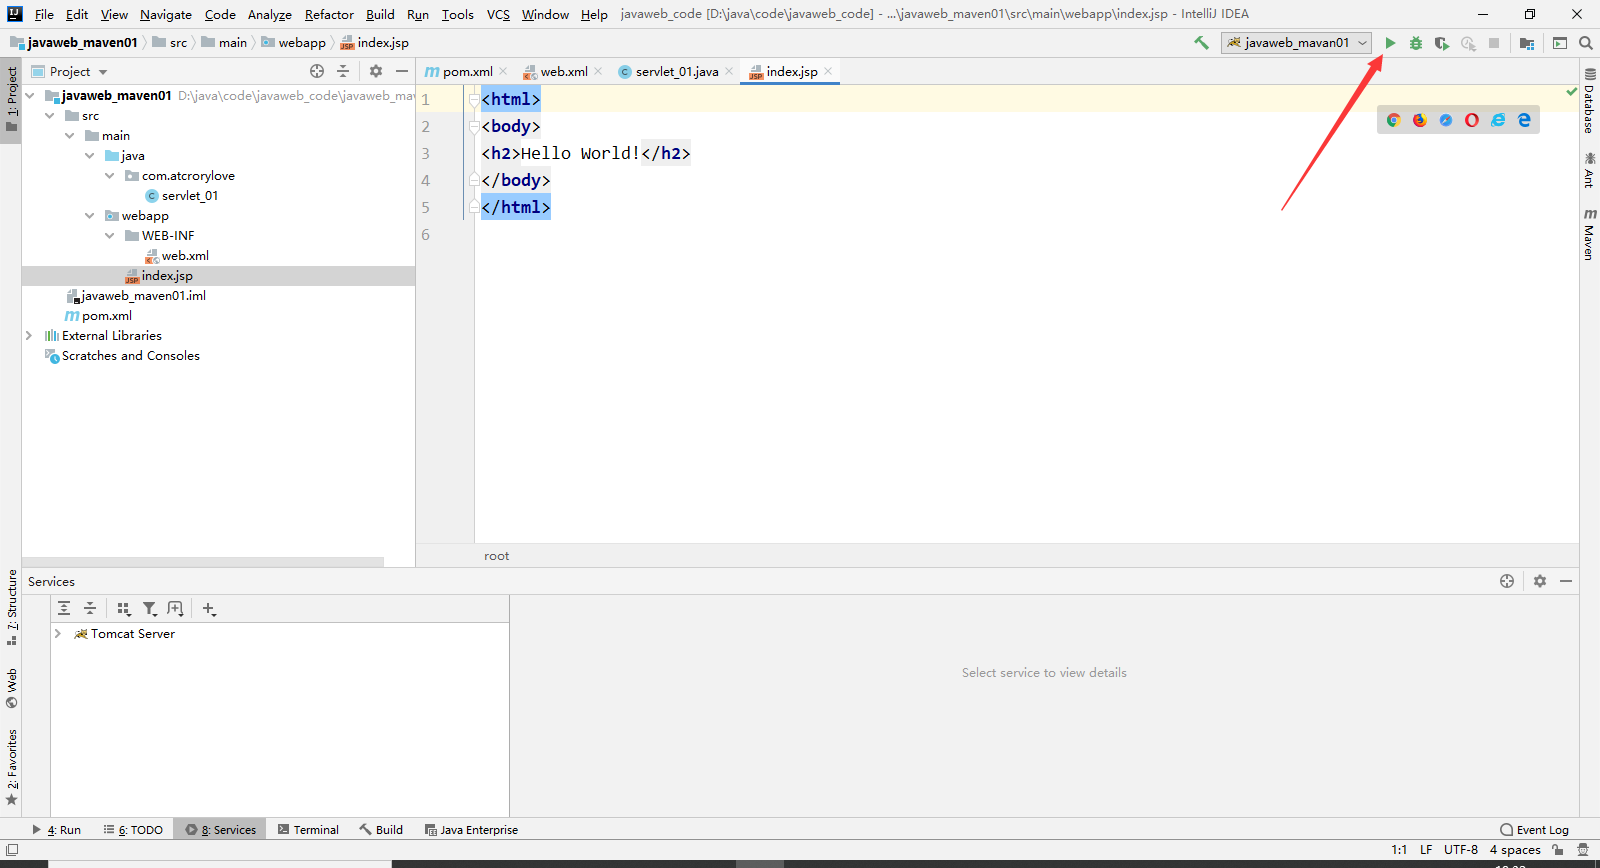 File Edit View Navigate Code Analyze Refactor Build Run Tools VCS Window Help javaweb_code [D:\java\code\javaweb_code] - ...\javaweb_maven01\src\main\webapp\index.jsp - IntelliJ IDEA
javaweb_maven01 src main webapp index.jsp javaweb_mavan01
Project
pom.xml web.xml servlet_01.java index.jsp
1: Project
javaweb_maven01 D:\java\code\javaweb_code\javaweb_ma
src
main
java
com.atcrorylove
servlet_01
webapp
WEB-INF
web.xml
index.jsp
javaweb_maven01.iml
pom.xml
External Libraries
Scratches and Consoles
1 <html>
2 <body>
3 <h2>Hello World!</h2>
4 </body>
5 </html>
6
root
Database
Ant
Maven
7: Structure
Web
2: Favorites
Services
Tomcat Server
Select service to view details
4: Run 6: TODO 8: Services Terminal Build Java Enterprise Event Log
1:1 LF UTF-8 4 spaces